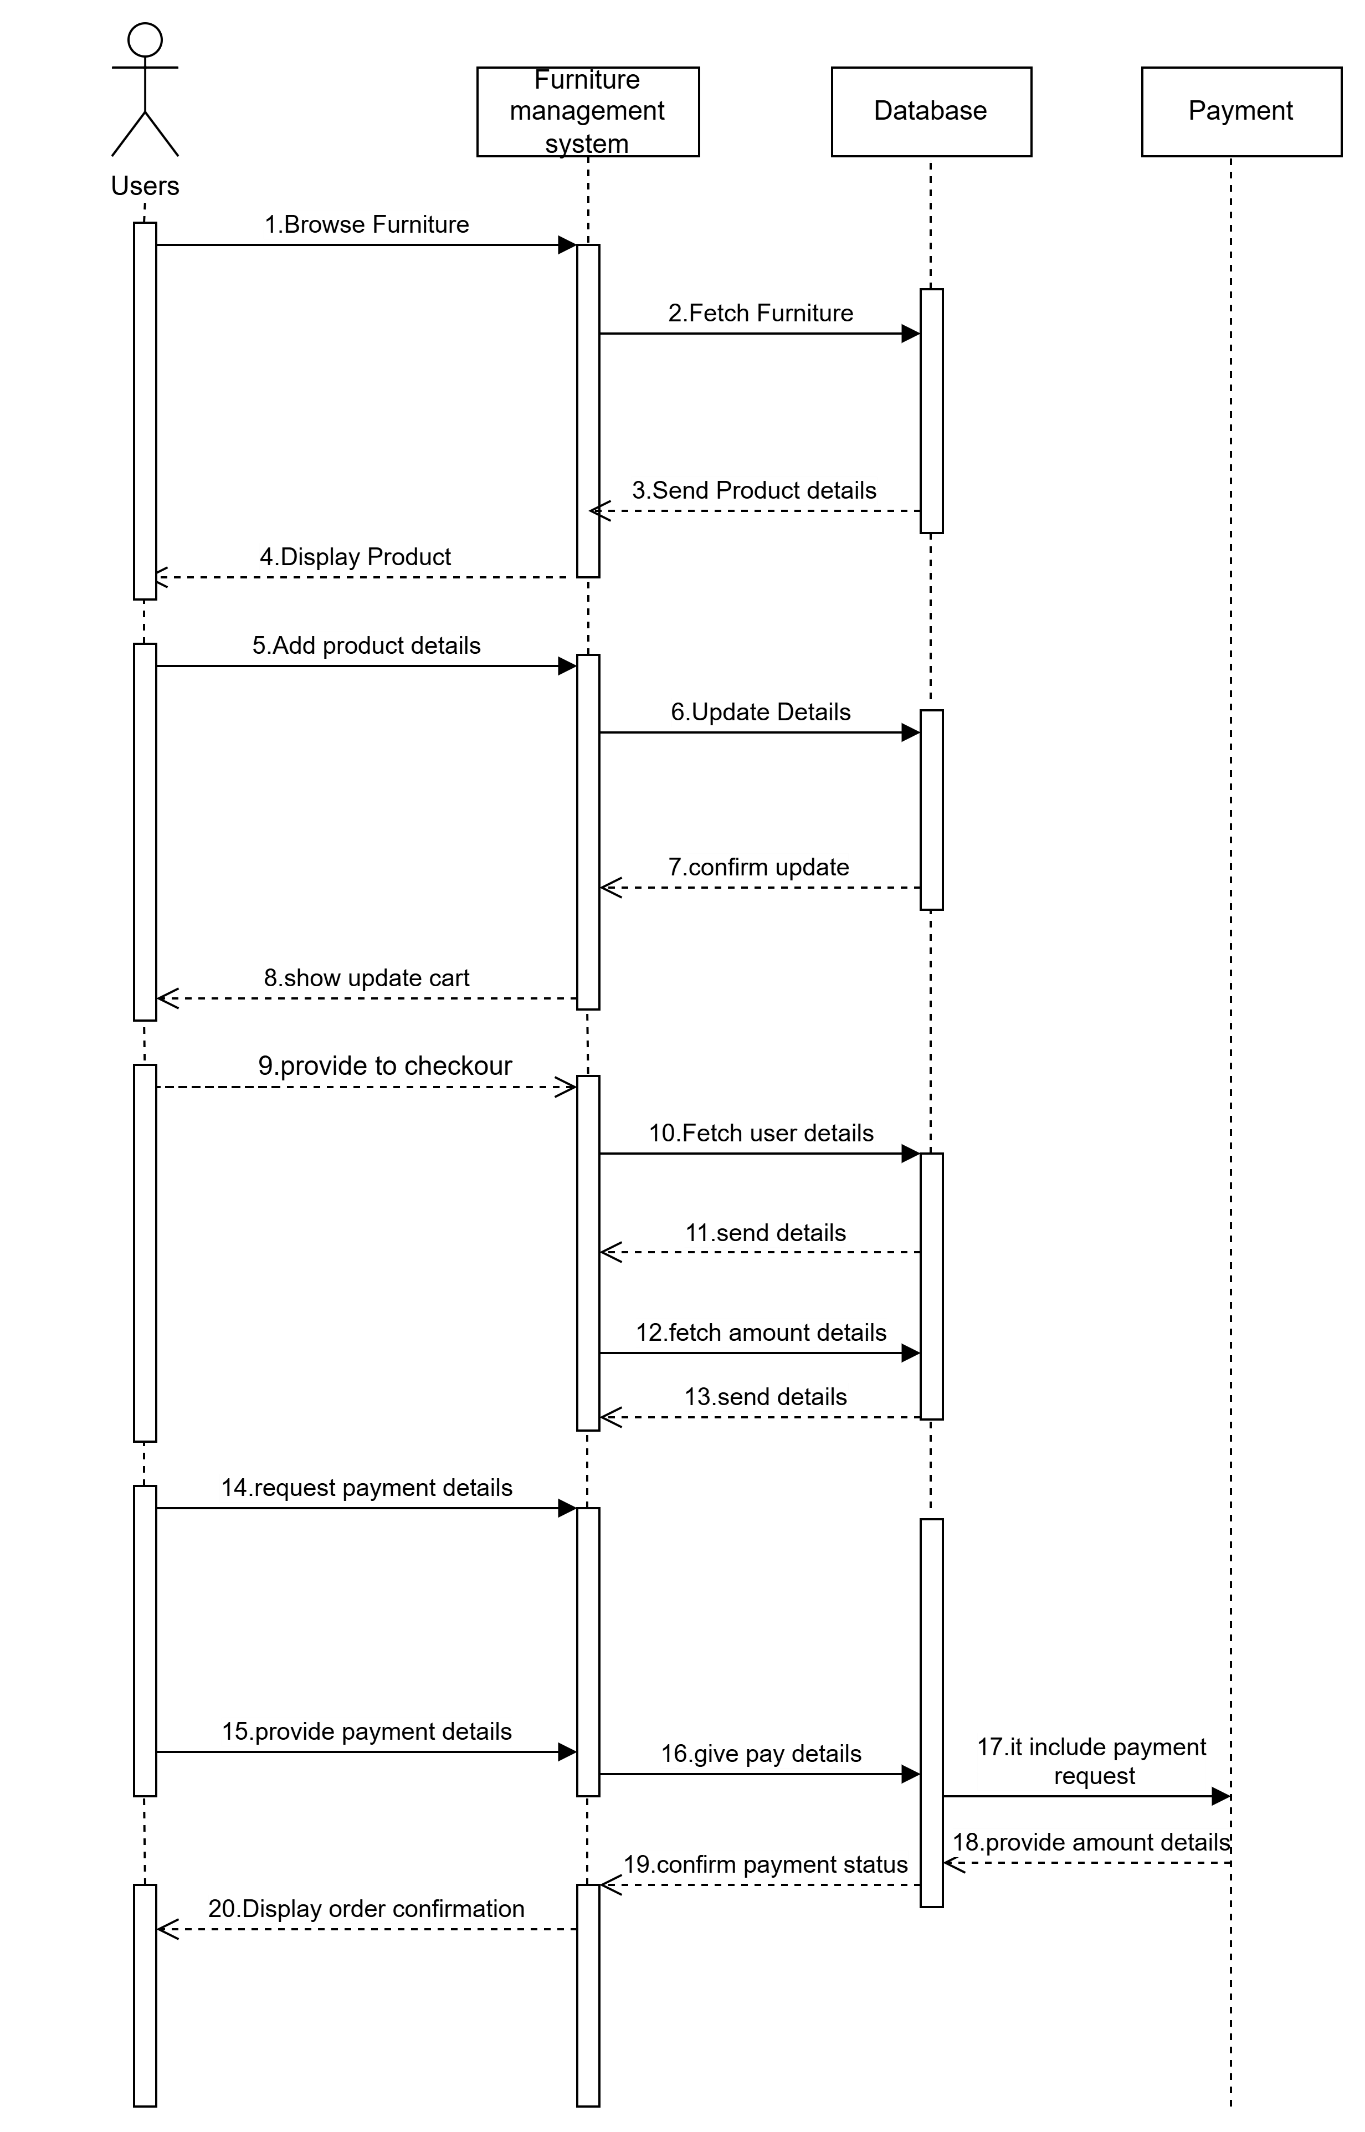 Users
Furniture
management
system
Database
Payment
1.Browse Furniture
2.Fetch Furniture
3.Send Product details
4.Display Product
5.Add product details
6.Update Details
7.confirm update
8.show update cart
9.provide to checkour
10.Fetch user details
11.send details
12.fetch amount details
13.send details
14.request payment details
15.provide payment details
16.give pay details
17.it include payment
request
18.provide amount details
19.confirm payment status
20.Display order confirmation